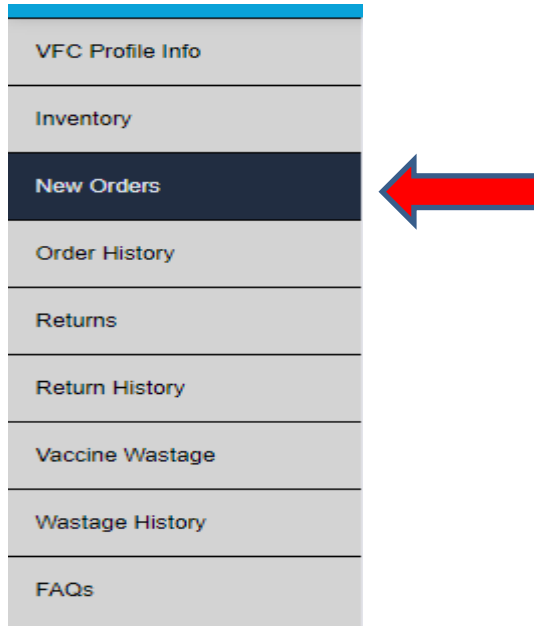 VFC Profile Info
Inventory
New Orders
Order History
Returns
Return History
Vaccine Wastage
Wastage History
FAQs